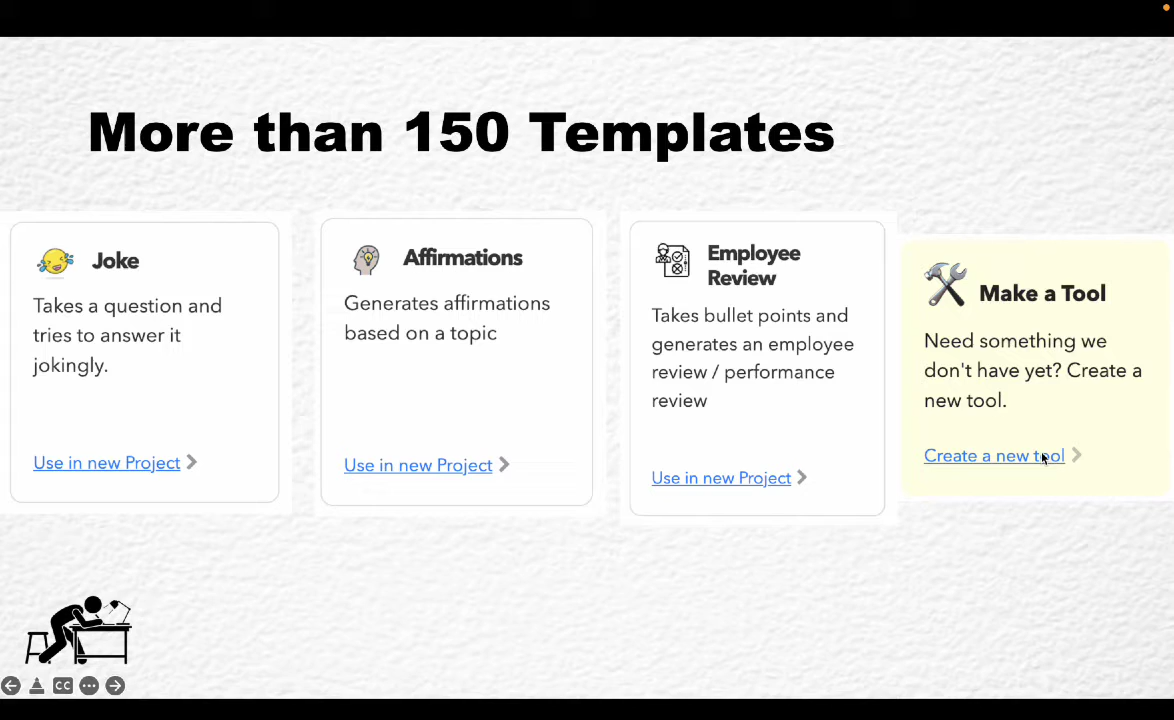 More than 150 Templates
Joke
Takes a question and
tries to answer it
jokingly.
Use in new Project
Affirmations
Generates affirmations
based on a topic
Use in new Project
Employee
Review
Takes bullet points and
generates an employee
review / performance
review
Use in new Project
Make a Tool
Need something we
don't have yet? Create a
new tool.
Create a new tool
CC